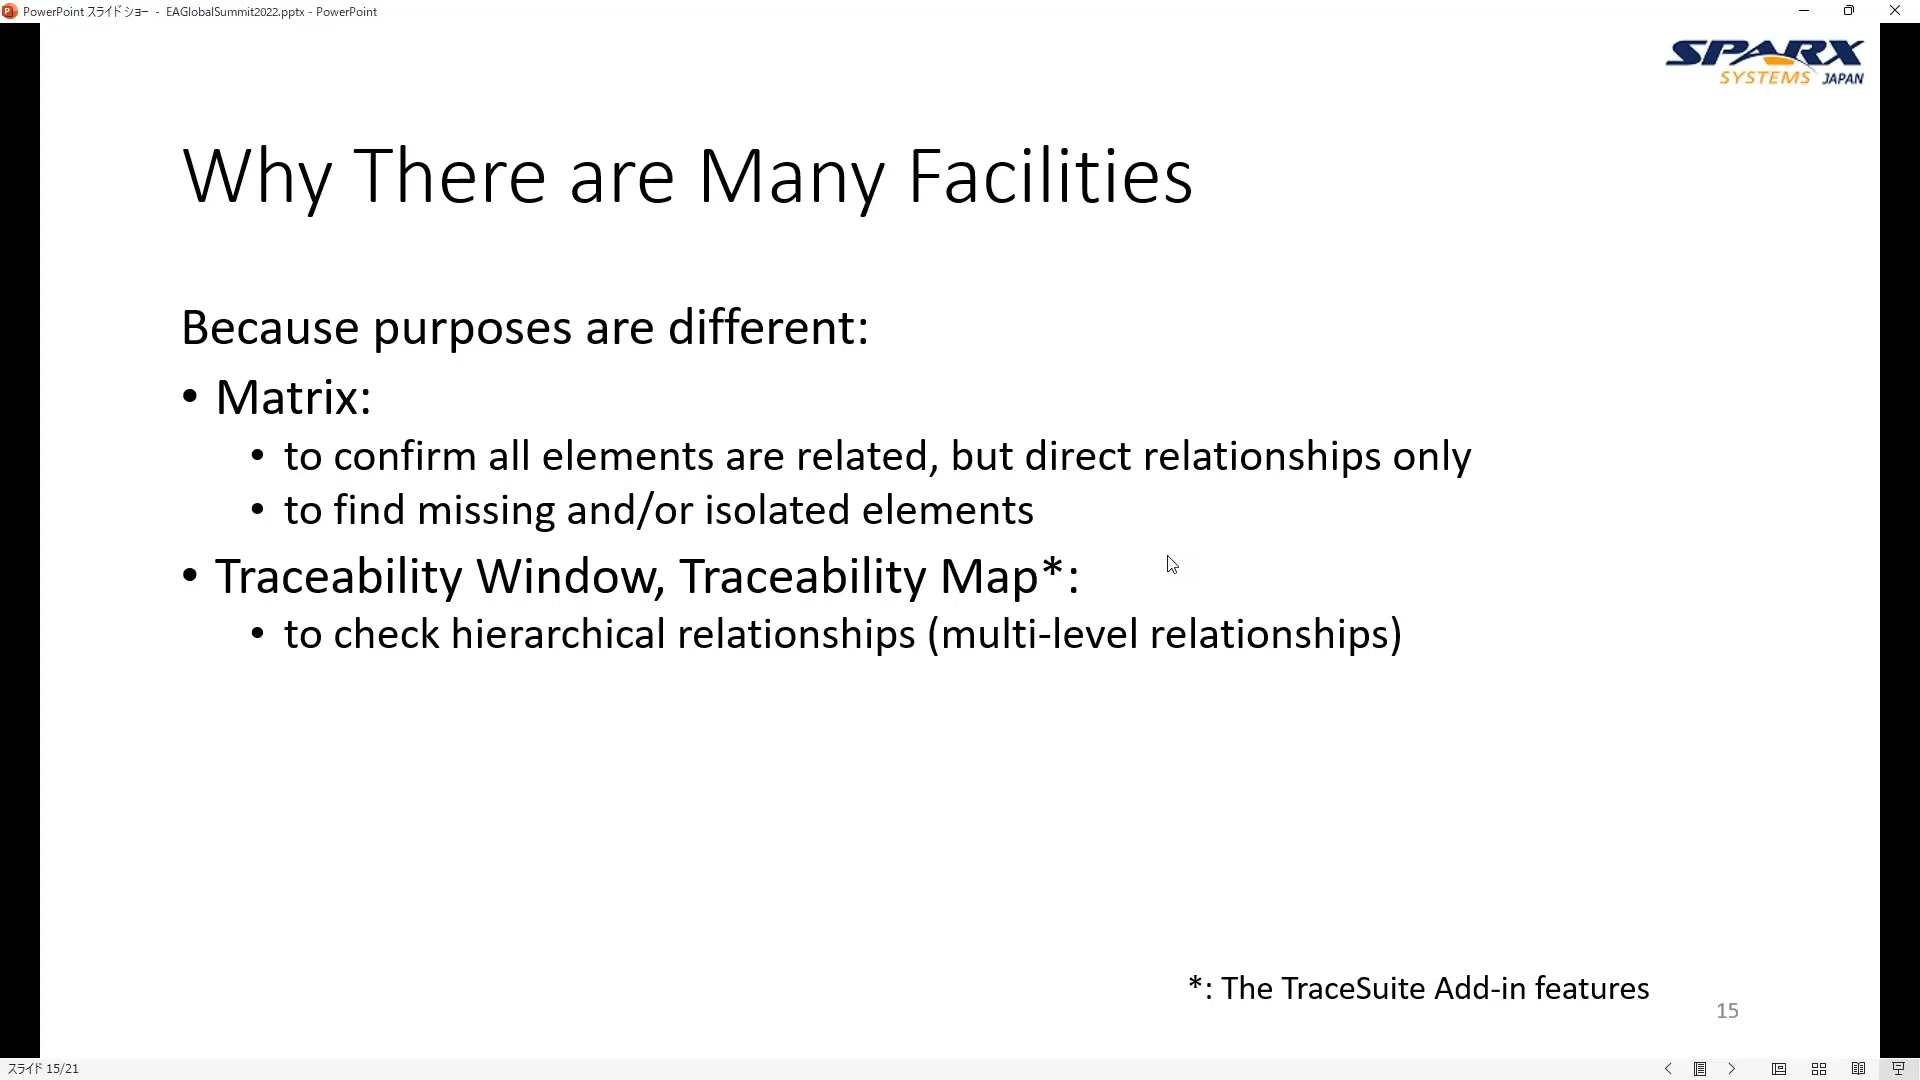 PowerPoint スライド ショー - EAGlobalSummit2022.pptx - PowerPoint
SPARX
SYSTEMS JAPAN
Why There are Many Facilities
Because purposes are different:
• Matrix:
• to confirm all elements are related, but direct relationships only
• to find missing and/or isolated elements
• Traceability Window, Traceability Map*:
• to check hierarchical relationships (multi-level relationships)
*: The TraceSuite Add-in features
15
スライド 15/21